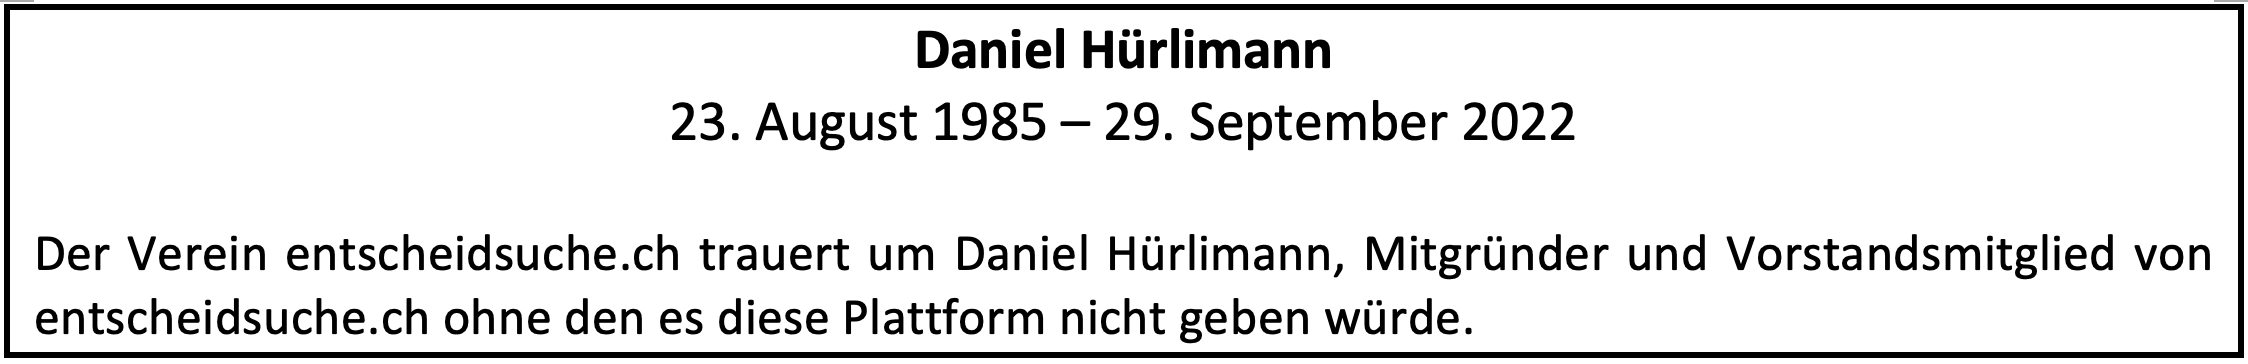 Daniel Hürlimann
23. August 1985 – 29. September 2022
Der Verein entscheidsuche.ch trauert um Daniel Hürlimann, Mitgründer und Vorstandsmitglied von
entscheidsuche.ch ohne den es diese Plattform nicht geben würde.